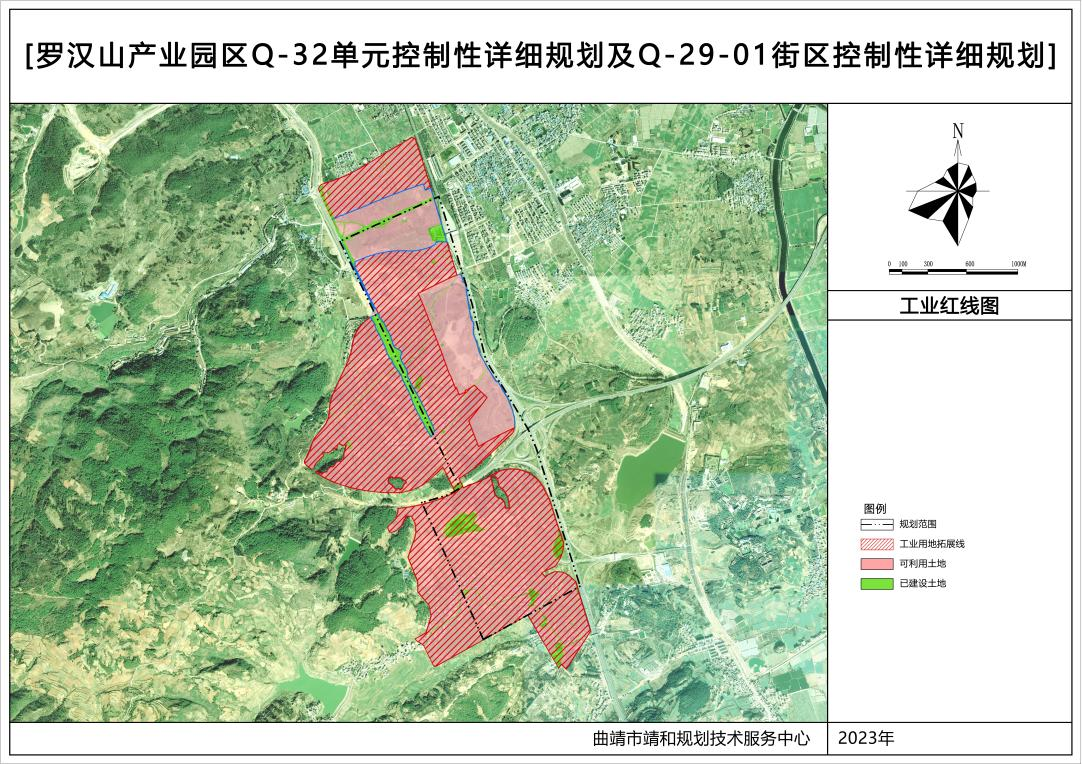 [罗汉山产业园区Q-32单元控制性详细规划及Q-29-01街区控制性详细规划]
N
0 100 300 600 1000M
工业红线图
图例
规划范围
工业用地拓展线
可利用土地
已建设土地
曲靖市靖和规划技术服务中心
2023年